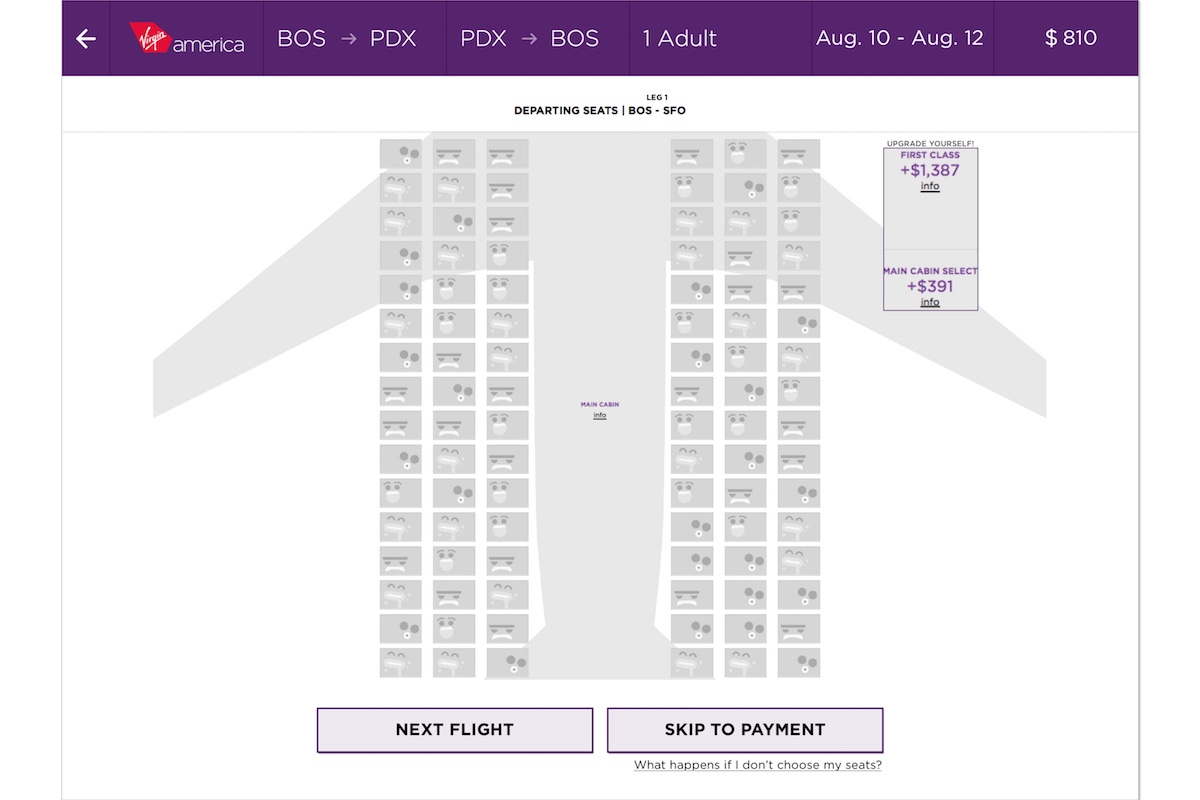 Virgin america
BOS → PDX
PDX → BOS
1 Adult
Aug. 10 - Aug. 12
$ 810
LEG 1
DEPARTING SEATS | BOS - SFO
UPGRADE YOURSELF!
FIRST CLASS
+$1,387
info
MAIN CABIN SELECT
+$391
info
MAIN CABIN
info
NEXT FLIGHT
SKIP TO PAYMENT
What happens if I don't choose my seats?